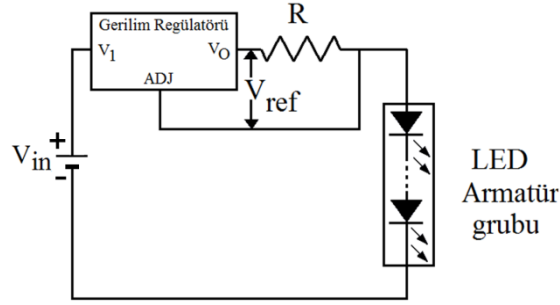 Gerilim Regülatörü
R
V1
VO
ADJ
Vref
Vin
+
-
LED
Armatür
grubu